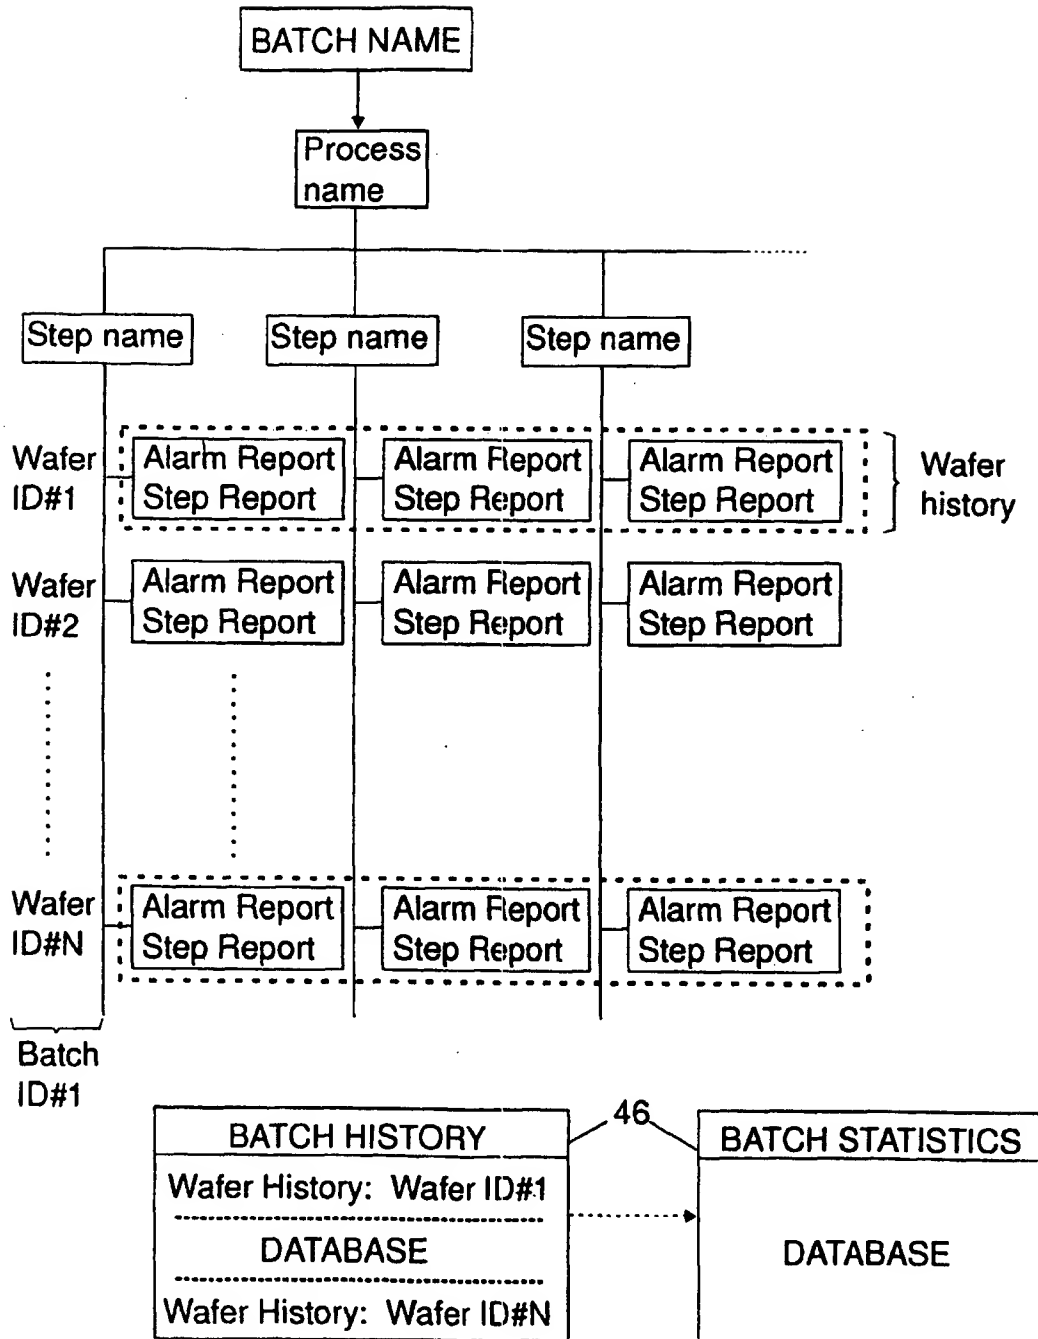 BATCH NAME
Process
name
Step name
Step name
Step name
Wafer
ID#1
Alarm Report
Step Report
Alarm Report
Step Report
Alarm Report
Step Report
Wafer
history
Wafer
ID#2
Alarm Report
Step Report
Alarm Report
Step Report
Alarm Report
Step Report
Wafer
ID#N
Alarm Report
Step Report
Alarm Report
Step Report
Alarm Report
Step Report
Batch
ID#1
46
BATCH HISTORY
Wafer History: Wafer ID#1
DATABASE
Wafer History: Wafer ID#N
BATCH STATISTICS
DATABASE